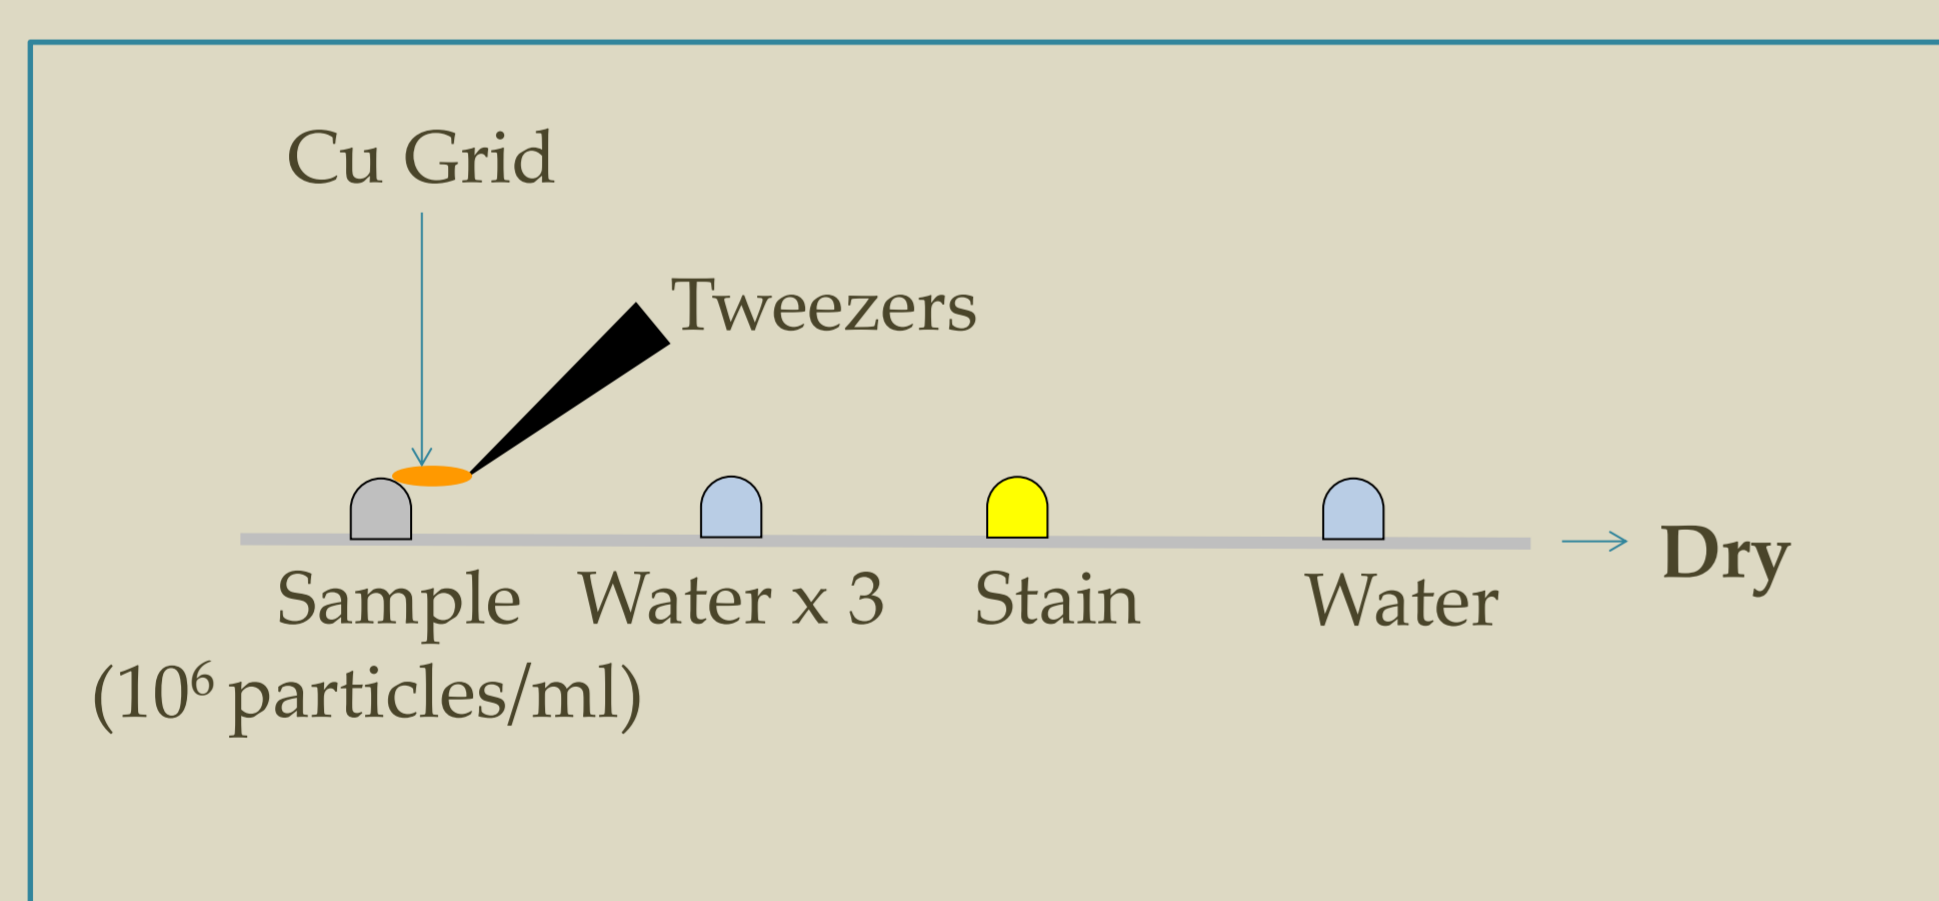 Cu Grid
Tweezers
Dry
Sample Water x 3 Stain Water
(10⁶ particles/ml)